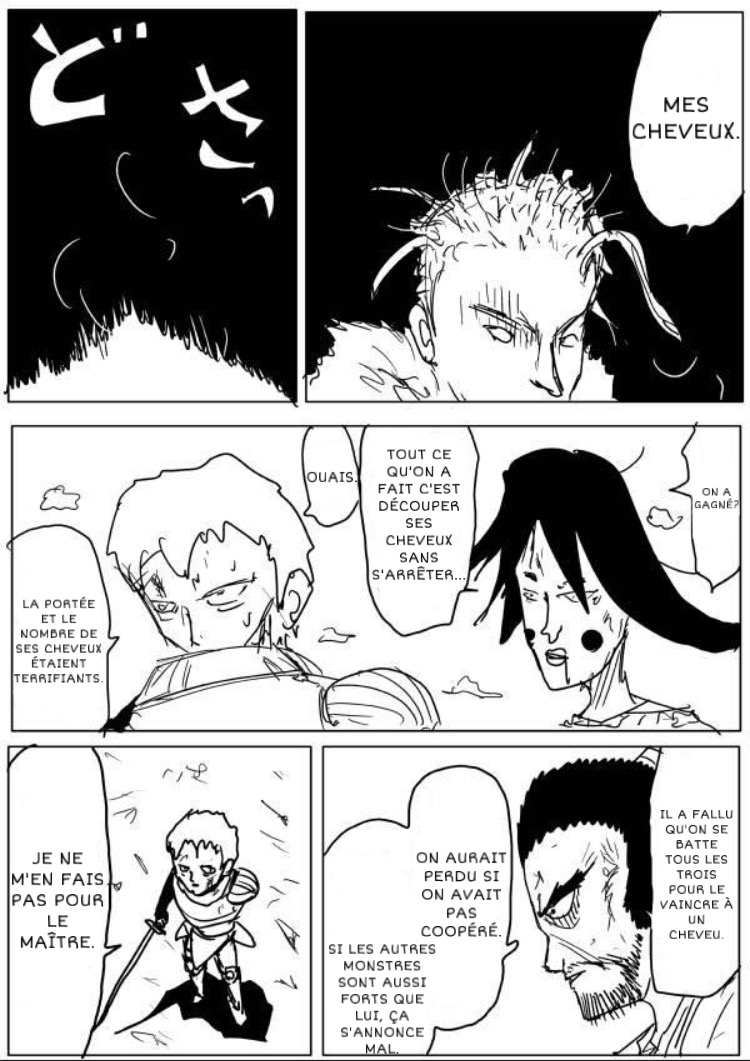 MES
CHEVEUX.
どさっ
ON A
GAGNÉ?
TOUT CE
QU'ON A
FAIT C'EST
DÉCOUPER
SES
CHEVEUX
SANS
S'ARRÊTER...
OUAIS.
LA PORTÉE
ET LE
NOMBRE DE
SES CHEVEUX
ÉTAIENT
TERRIFIANTS.
IL A FALLU
QU'ON SE
BATTE
TOUS LES
TROIS
POUR LE
VAINCRE À
UN
CHEVEU.
ON AURAIT
PERDU SI
ON AVAIT
PAS
COOPÉRÉ.
SI LES AUTRES
MONSTRES
SONT AUSSI
FORTS QUE
LUI, ÇA
S'ANNONCE
MAL.
JE NE
M'EN FAIS
PAS POUR
LE
MAÎTRE.